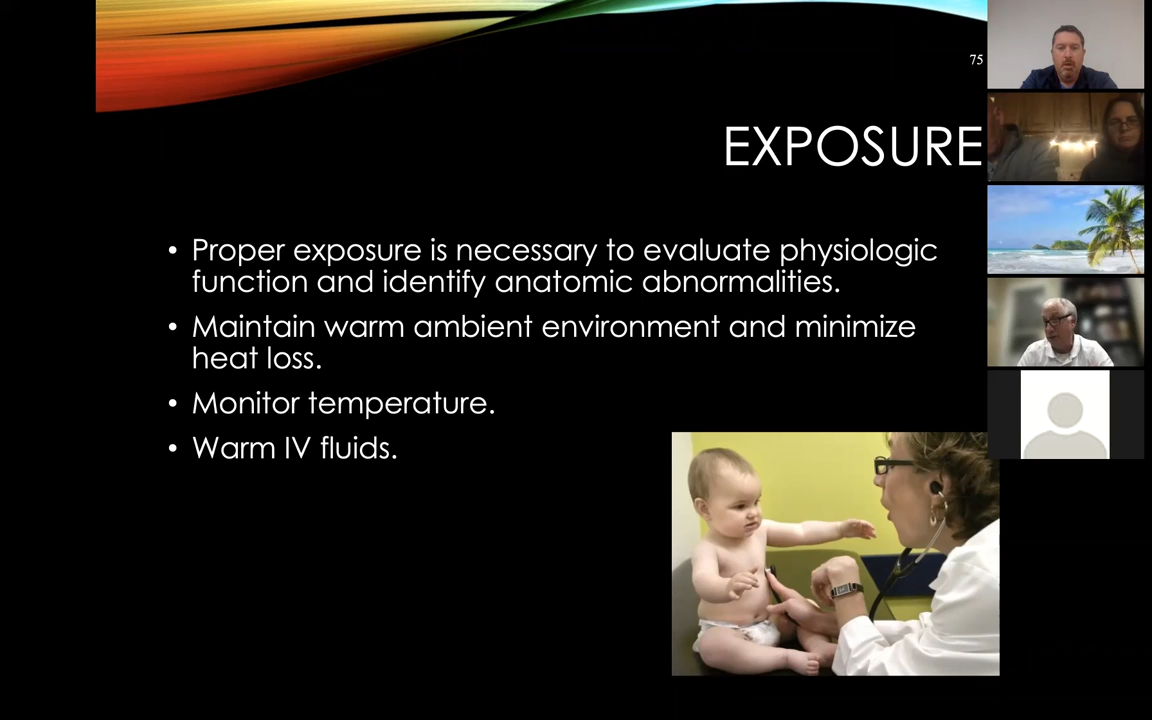 75
EXPOSURE
• Proper exposure is necessary to evaluate physiologic
function and identify anatomic abnormalities.
• Maintain warm ambient environment and minimize
heat loss.
• Monitor temperature.
• Warm IV fluids.